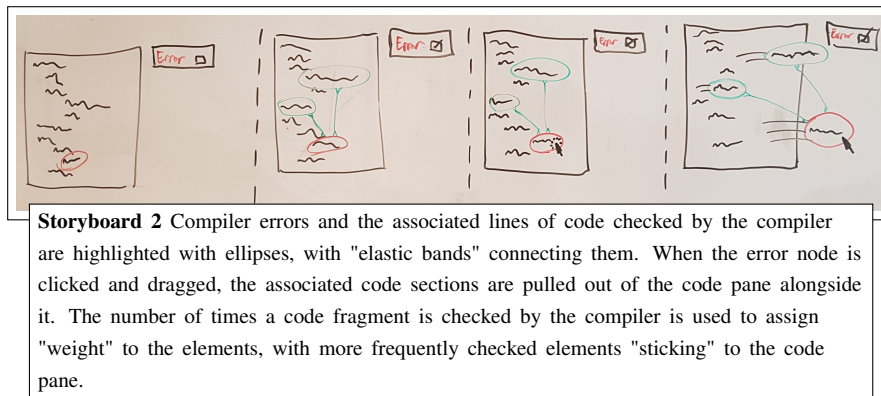 Error
Error
Error
Error
Storyboard 2 Compiler errors and the associated lines of code checked by the compiler
are highlighted with ellipses, with "elastic bands" connecting them. When the error node is
clicked and dragged, the associated code sections are pulled out of the code pane alongside
it. The number of times a code fragment is checked by the compiler is used to assign
"weight" to the elements, with more frequently checked elements "sticking" to the code
pane.